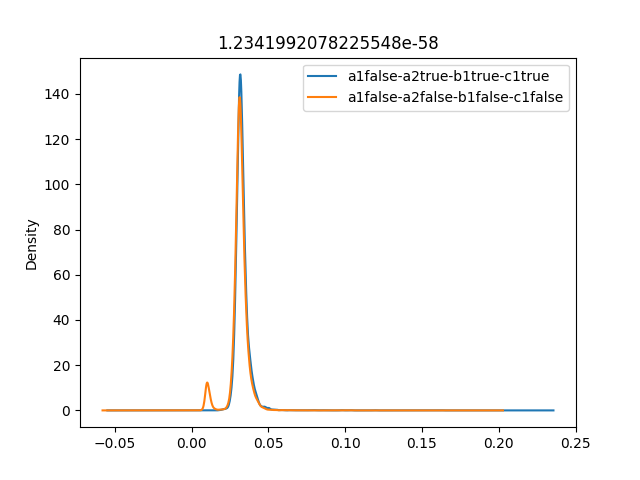 1.2341992078225548e-58
a1false-a2true-b1true-c1true
a1false-a2false-b1false-c1false
Density
140
120
100
80
60
40
20
0
−0.05 0.00 0.05 0.10 0.15 0.20 0.25